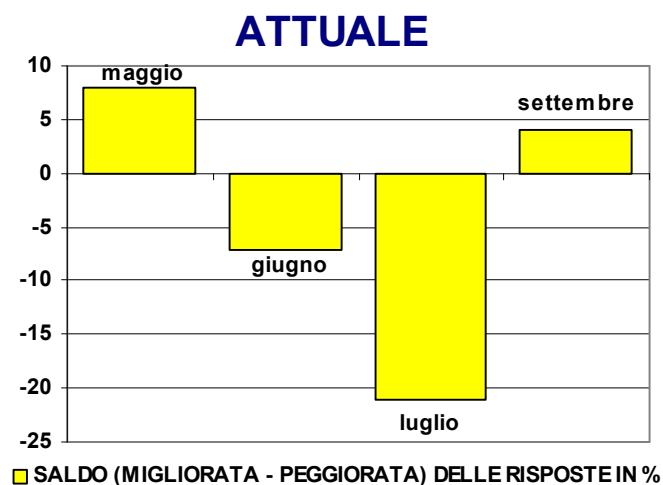 ATTUALE
10
maggio
settembre
5
0
-5
giugno
-10
-15
-20
luglio
-25
SALDO (MIGLIORATA - PEGGIORATA) DELLE RISPOSTE IN %